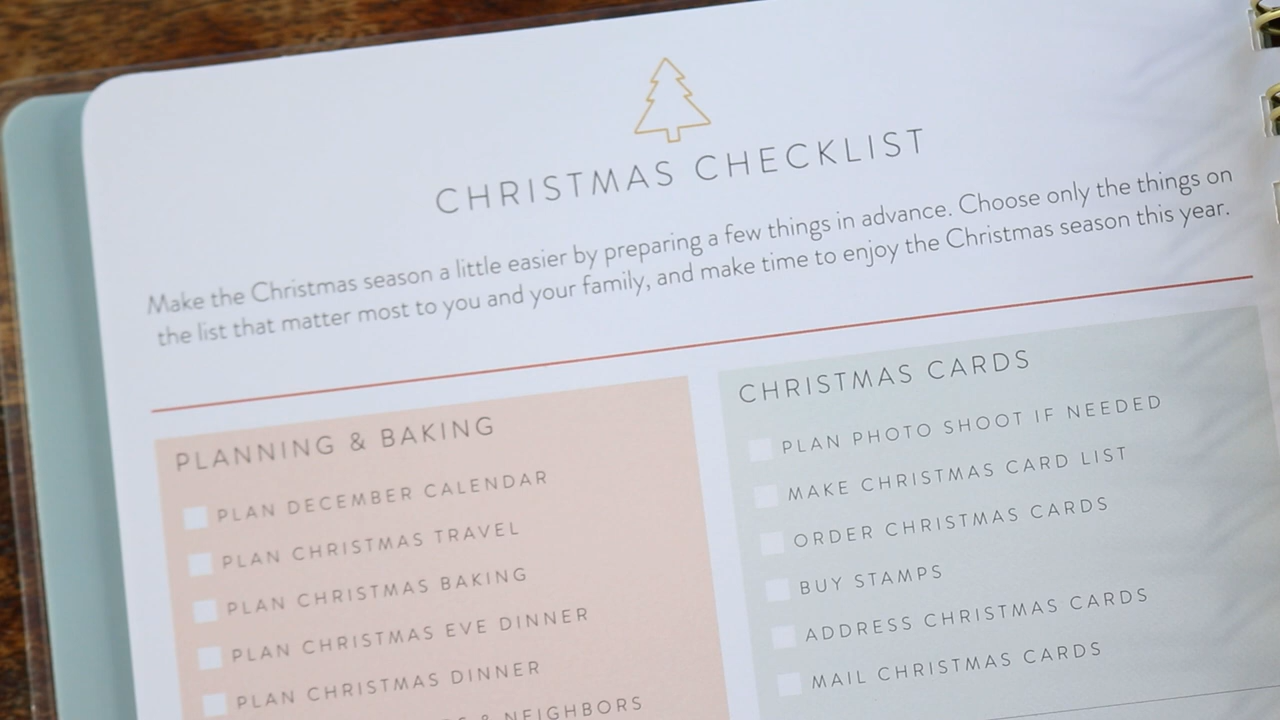 CHRISTMAS CHECKLIST
Make the Christmas season a little easier by preparing a few things in advance. Choose only the things on
the list that matter most to you and your family, and make time to enjoy the Christmas season this year.
PLANNING & BAKING
PLAN DECEMBER CALENDAR
PLAN CHRISTMAS TRAVEL
PLAN CHRISTMAS BAKING
PLAN CHRISTMAS EVE DINNER
PLAN CHRISTMAS DINNER
& NEIGHBORS
CHRISTMAS CARDS
PLAN PHOTO SHOOT IF NEEDED
MAKE CHRISTMAS CARD LIST
ORDER CHRISTMAS CARDS
BUY STAMPS
ADDRESS CHRISTMAS CARDS
MAIL CHRISTMAS CARDS